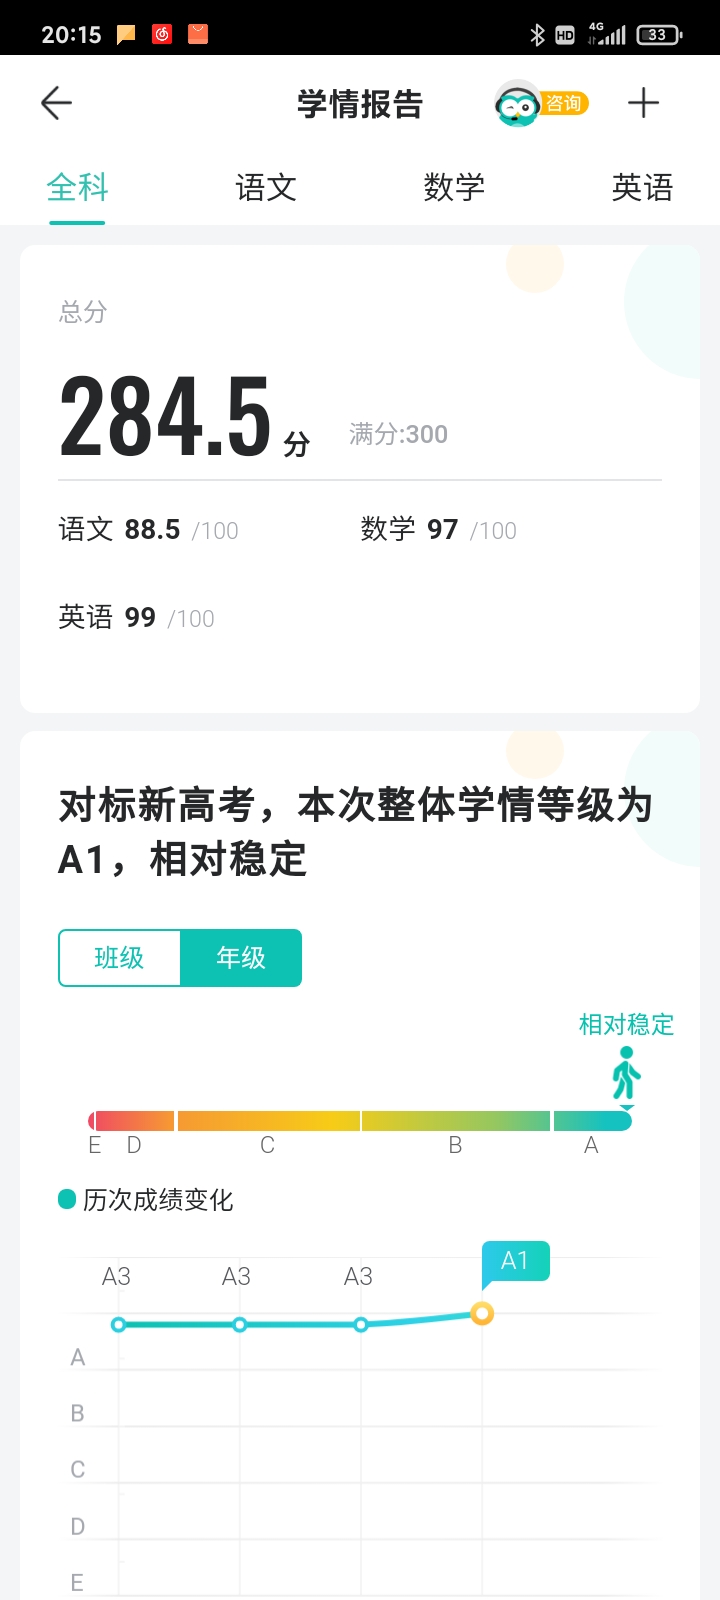 20:15
HD 4G 33
学情报告
咨询
全科 语文 数学 英语
总分
284.5 分 满分:300
语文 88.5 /100 数学 97 /100
英语 99 /100
对标新高考，本次整体学情等级为
A1，相对稳定
班级 年级
相对稳定
E D C B A
历次成绩变化
A1
A3 A3 A3
A
B
C
D
E